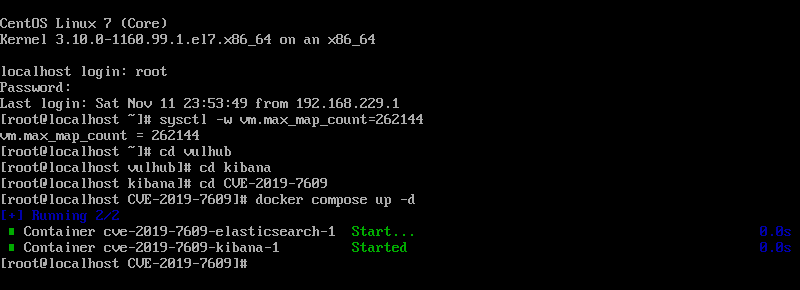 CentOS Linux 7 (Core)
Kernel 3.10.0-1160.99.1.el7.x86_64 on an x86_64
localhost login: root
Password:
Last login: Sat Nov 11 23:53:49 from 192.168.229.1
[root@localhost ~]# sysctl -w vm.max_map_count=262144
vm.max_map_count = 262144
[root@localhost ~]# cd vulhub
[root@localhost vulhub]# cd kibana
[root@localhost kibana]# cd CVE-2019-7609
[root@localhost CVE-2019-7609]# docker compose up -d
[+] Running 2/2
Container cve-2019-7609-elasticsearch-1 Start... 0.0s
Container cve-2019-7609-kibana-1 Started 0.0s
[root@localhost CVE-2019-7609]#